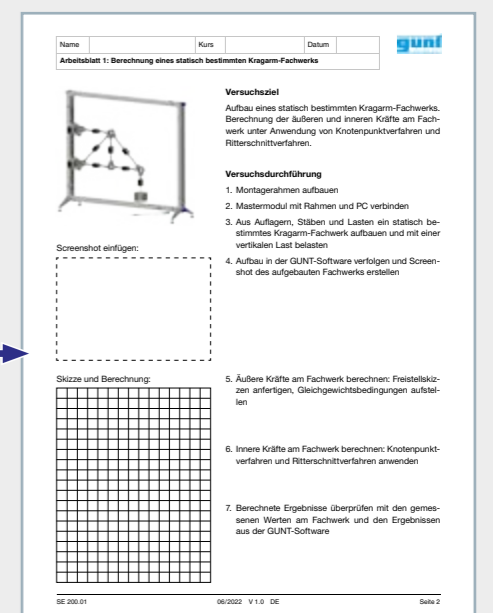 Name Kurs Datum
gunt
Arbeitsblatt 1: Berechnung eines statisch bestimmten Kragarm-Fachwerks
Versuchsziel
Aufbau eines statisch bestimmten Kragarm-Fachwerks.
Berechnung der äußeren und inneren Kräfte am Fach-
werk unter Anwendung von Knotenpunktverfahren und
Ritterschnittverfahren.
Versuchsdurchführung
1. Montagerahmen aufbauen
2. Mastermodul mit Rahmen und PC verbinden
3. Aus Auflagern, Stäben und Lasten ein statisch be-
stimmtes Kragarm-Fachwerk aufbauen und mit einer
vertikalen Last belasten
Screenshot einfügen:
4. Aufbau in der GUNT-Software verfolgen und Screen-
shot des aufgebauten Fachwerks erstellen
Skizze und Berechnung:
5. Äußere Kräfte am Fachwerk berechnen: Freistellskiz-
zen anfertigen, Gleichgewichtsbedingungen aufstel-
len
6. Innere Kräfte am Fachwerk berechnen: Knotenpunkt-
verfahren und Ritterschnittverfahren anwenden
7. Berechnete Ergebnisse überprüfen mit den gemes-
senen Werten am Fachwerk und den Ergebnissen
aus der GUNT-Software
SE 200.01 06/2022 V 1.0 DE Seite 2